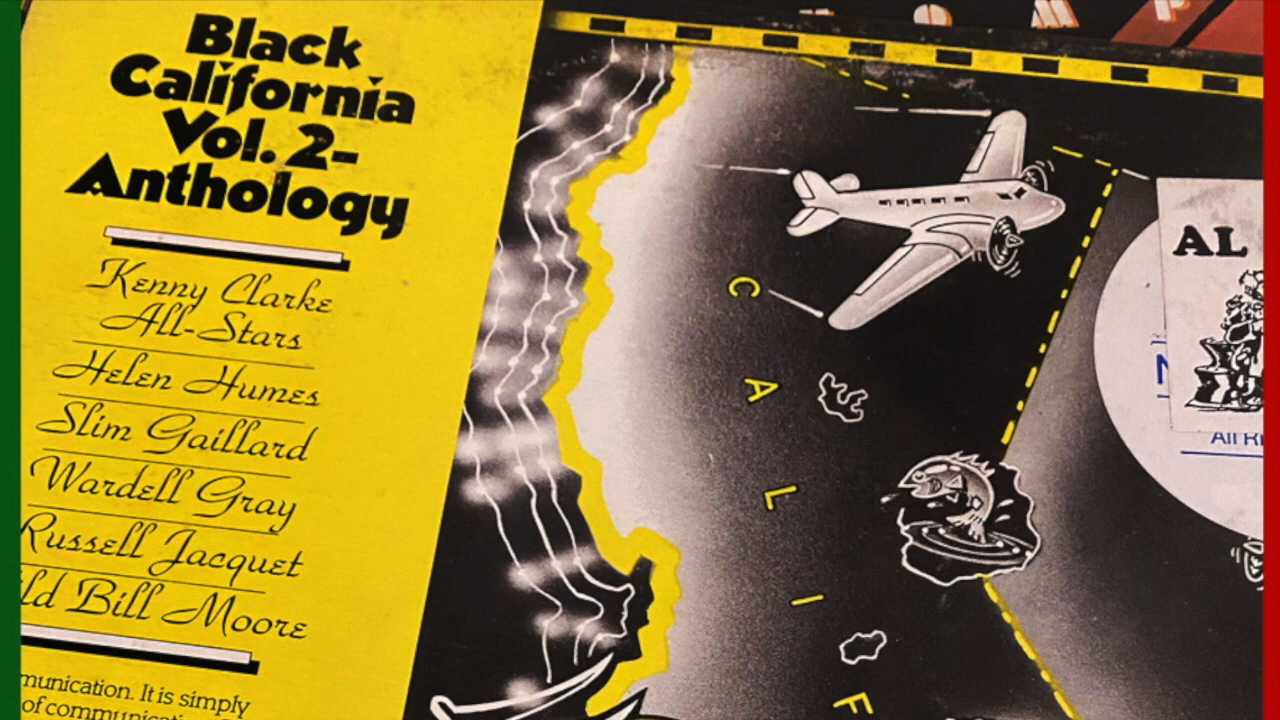 Black
California
Vol. 2-
Anthology
Kenny Clarke
All-Stars
Helen Humes
Slim Gaillard
Wardell Gray
Russell Jacquet
ld Bill Moore
munication. It is simply
of
C
A
L
I
F
AL